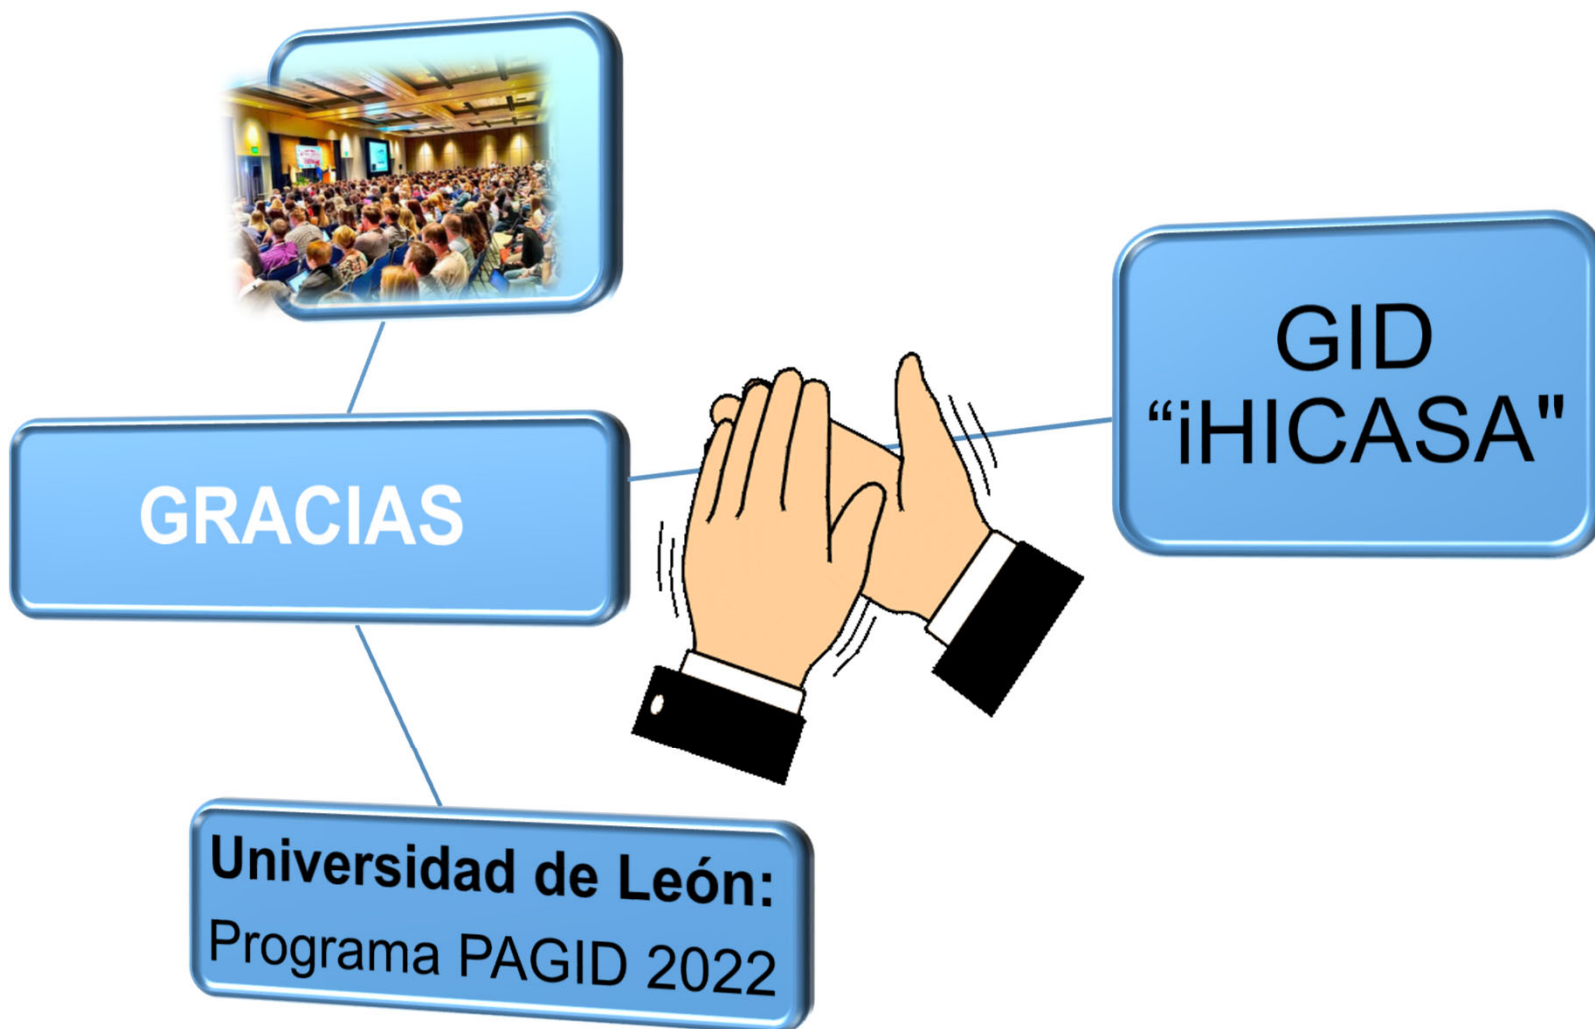 GRACIAS
GID
“iHICASA"
Universidad de León:
Programa PAGID 2022